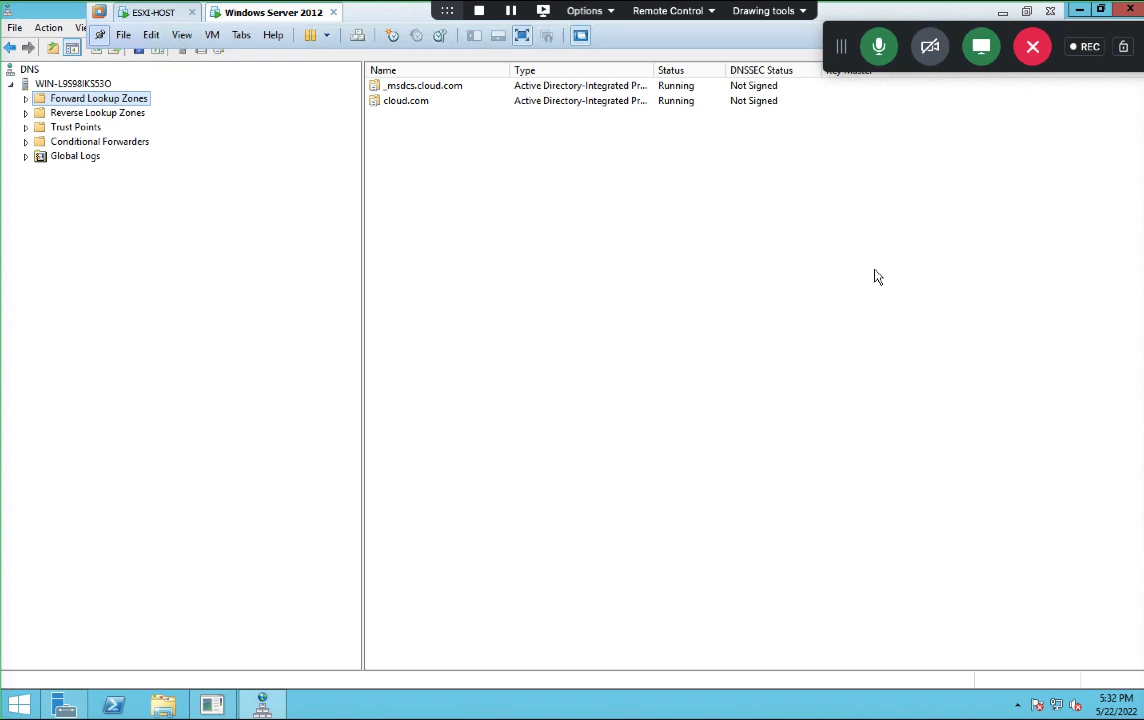 ESXI-HOST
Windows Server 2012
Options
Remote Control
Drawing tools
File Action
File Edit View VM Tabs Help
REC
DNS
WIN-L9S98IKS53O
Forward Lookup Zones
Reverse Lookup Zones
Trust Points
Conditional Forwarders
Global Logs
Name Type Status DNSSEC Status
_msdcs.cloud.com Active Directory-Integrated Pr... Running Not Signed
cloud.com Active Directory-Integrated Pr... Running Not Signed
5:32 PM
5/22/2022